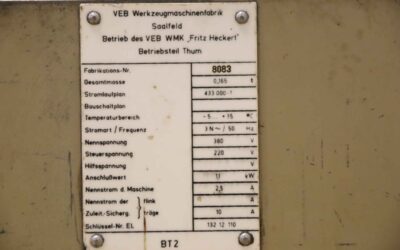 VEB Werkzeugmaschinenfabrik
Saalfeld
Betrieb des VEB WMK „Fritz Heckert"
Betriebsteil Thum
Fabrikations-Nr. 8083
Gesamtmasse 0,165 t
Stromlaufplan 433 000-1
Bauschaltplan
Temperaturbereich -5 +35 °C
Stromart / Frequenz 3 N~ / 50 Hz
Nennspannung 380 V
Steuerspannung 220 V
Hilfsspannung V
Anschlußwert 1,1 kW
Nennstrom d. Maschine 2,5 A
Nennstrom der flink A
Zuleit.-Sicherg. träge 10 A
Schlüssel-Nr. EL 132 12 110
BT2